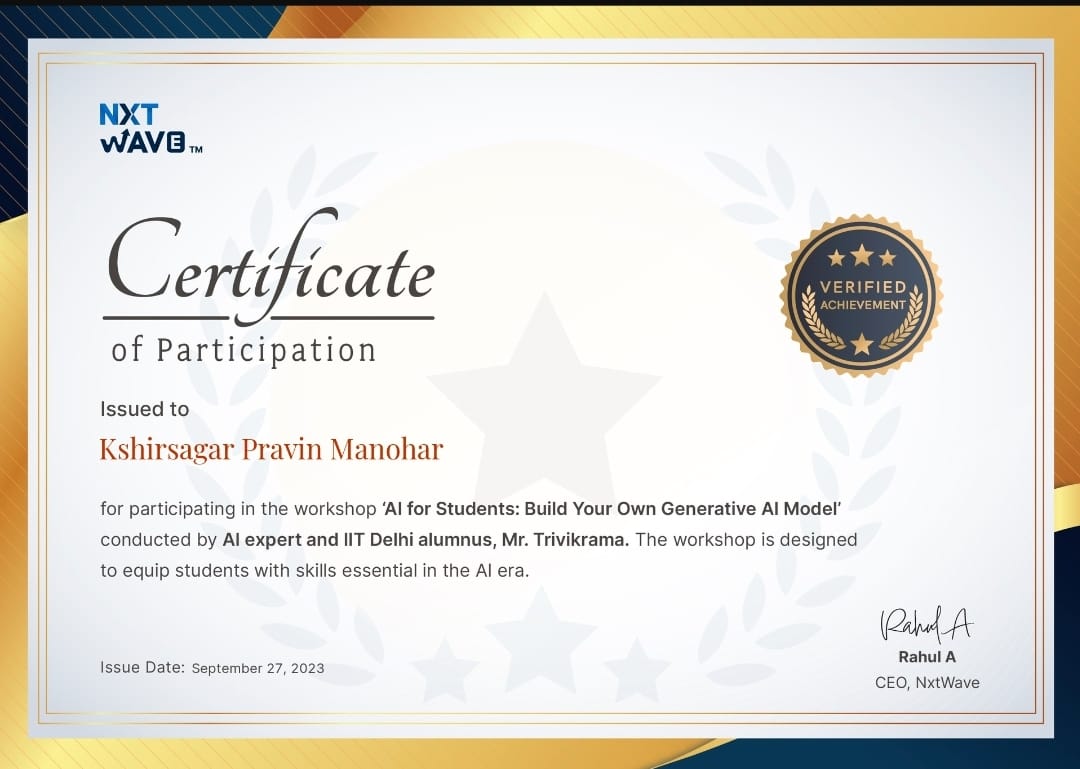 NXT
WAVE TM
Certificate
of Participation
VERIFIED
ACHIEVEMENT
Issued to
Kshirsagar Pravin Manohar
for participating in the workshop ‘AI for Students: Build Your Own Generative AI Model’
conducted by AI expert and IIT Delhi alumnus, Mr. Trivikrama. The workshop is designed
to equip students with skills essential in the AI era.
Rahul A
Rahul A
CEO, NxtWave
Issue Date: September 27, 2023